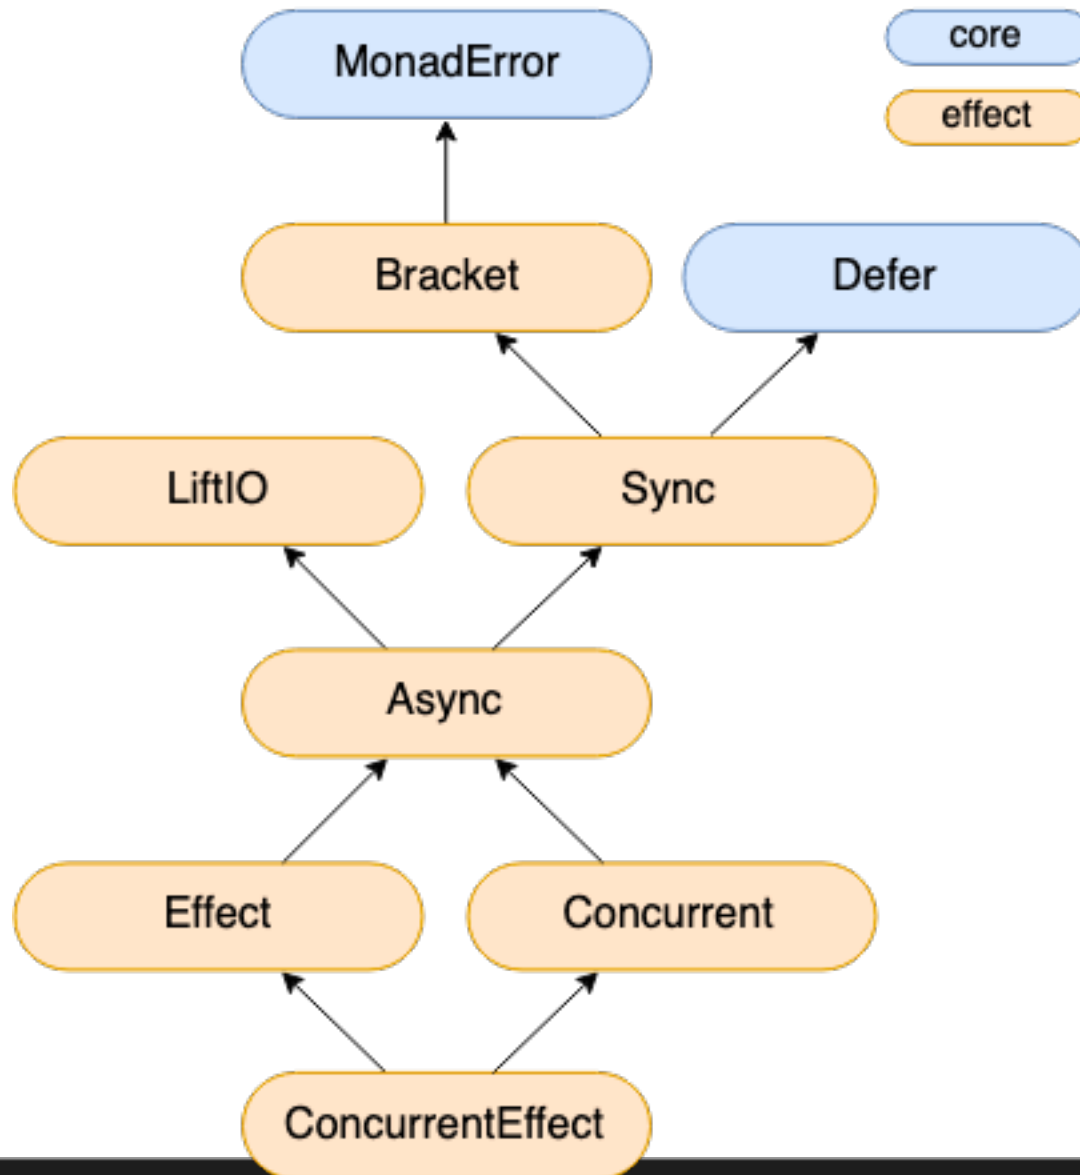 MonadError
core
effect
Bracket
Defer
LiftIO
Sync
Async
Effect
Concurrent
ConcurrentEffect